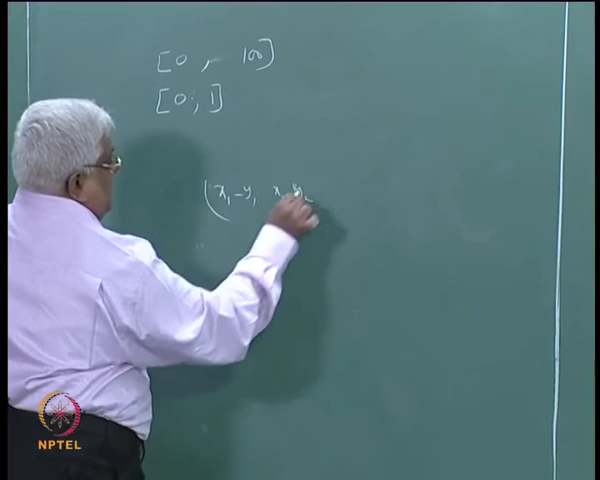 [0, 100]
[0, 1]
(x₁ - y₁ x₂ y₂
NPTEL